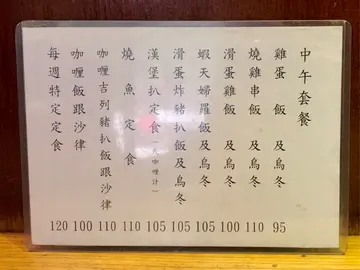 中午套餐
雞蛋飯及烏冬 95
燒雞串飯及烏冬 110
滑蛋雞飯 100
蝦天婦羅飯及烏冬 105
滑蛋炸豬扒飯及烏冬 105
漢堡扒定食 咖喱汁) 105
燒魚定食 110
咖喱吉列豬扒飯跟沙律 110
咖喱飯跟沙律 100
每週特定定食 120